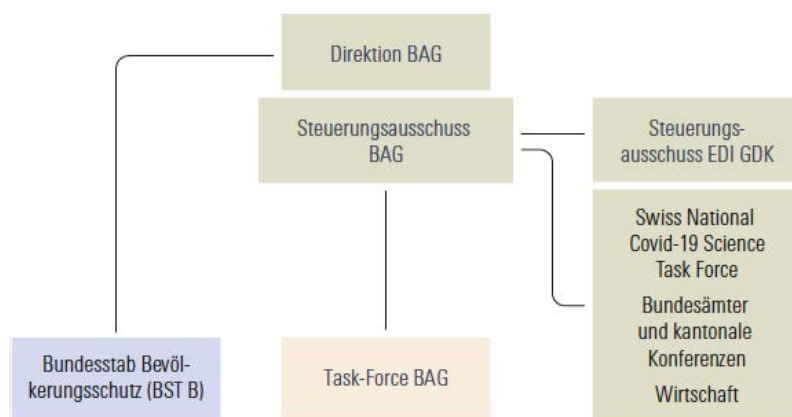 Direktion BAG
Steuerungsausschuss
BAG
Steuerungs-
ausschuss EDI GDK
Swiss National
Covid-19 Science
Task Force
Bundesämter
und kantonale
Konferenzen
Wirtschaft
Bundesstab Bevöl-
kerungsschutz (BST B)
Task-Force BAG